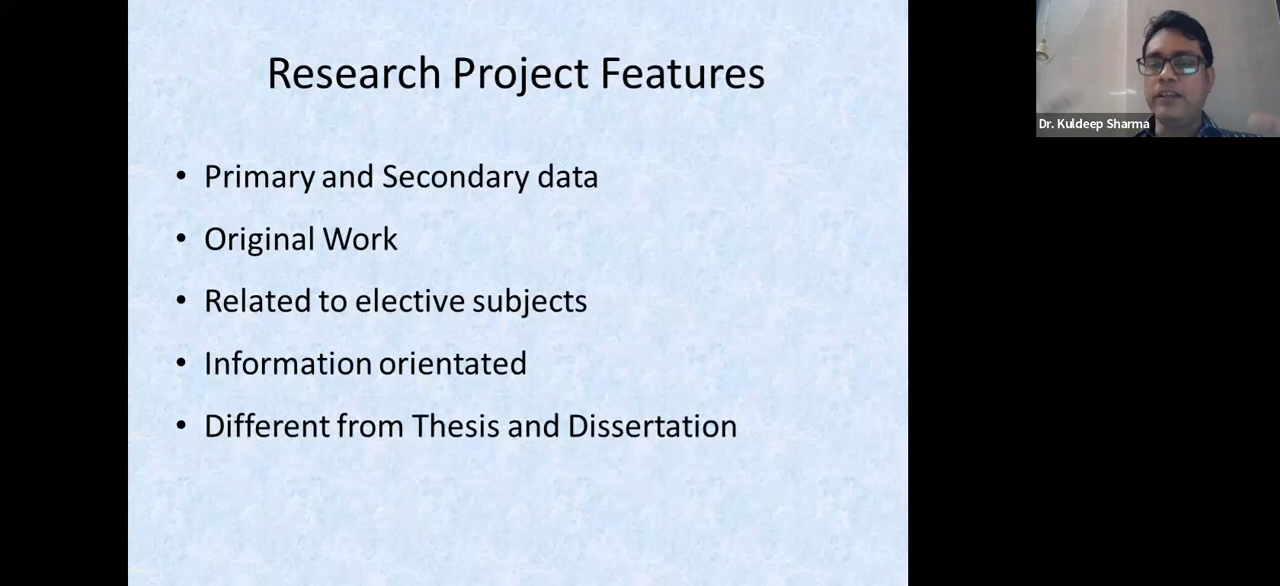 Research Project Features
• Primary and Secondary data
• Original Work
• Related to elective subjects
• Information orientated
• Different from Thesis and Dissertation
Dr. Kuldeep Sharma